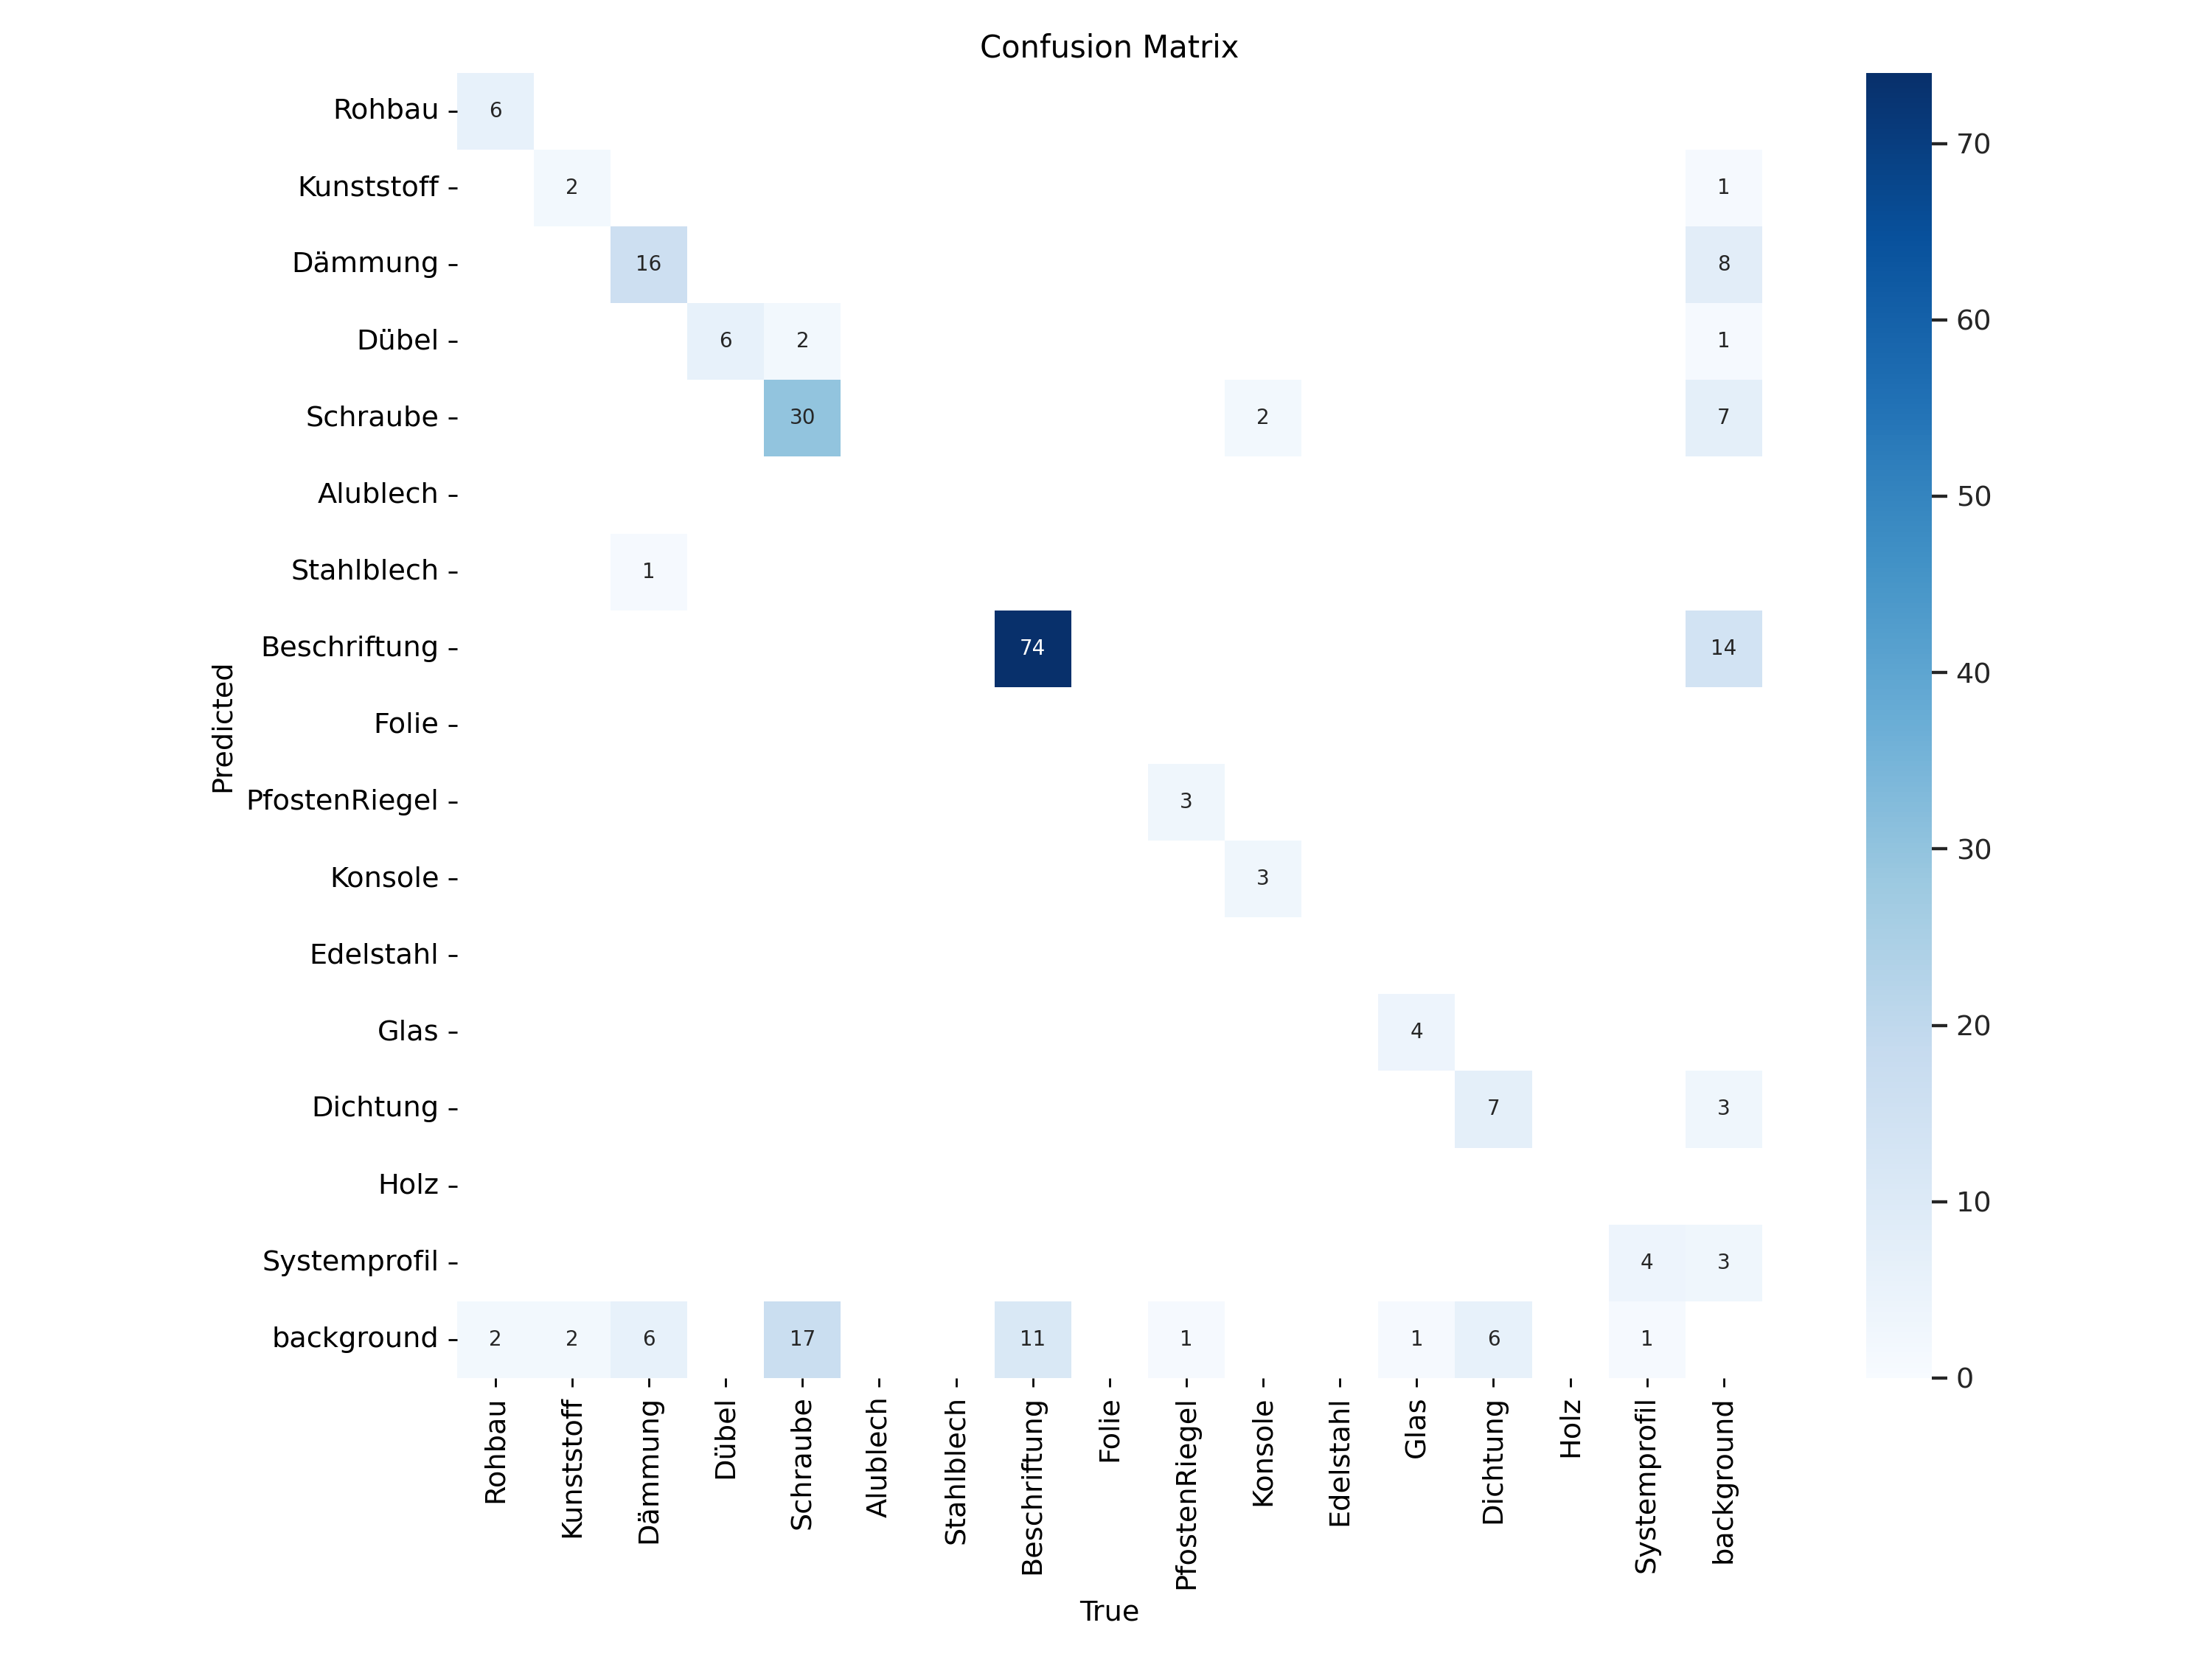 Confusion Matrix
Rohbau
6
Kunststoff
2
1
Dämmung
16
8
Dübel
6
2
1
Schraube
30
2
7
Alublech
Stahlblech
1
Beschriftung
74
14
Folie
PfostenRiegel
3
Konsole
3
Edelstahl
Glas
4
Dichtung
7
3
Holz
Systemprofil
4
3
background
2
2
6
17
11
1
1
6
1
Predicted
Rohbau
Kunststoff
Dämmung
Dübel
Schraube
Alublech
Stahlblech
Beschriftung
Folie
PfostenRiegel
Konsole
Edelstahl
Glas
Dichtung
Holz
Systemprofil
background
True
70
60
50
40
30
20
10
0